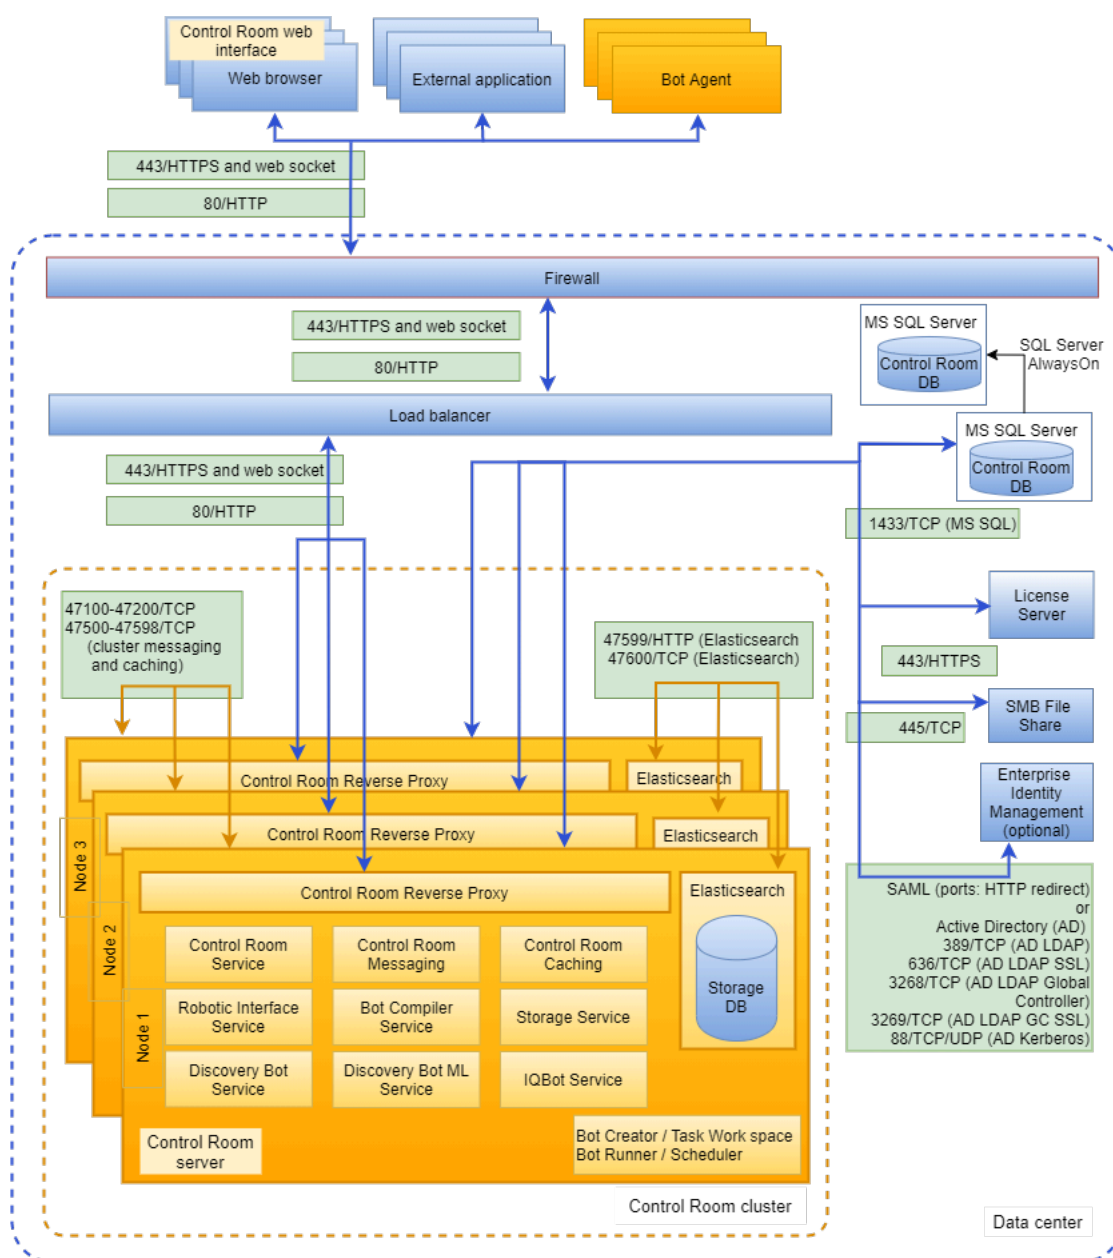 Control Room web
interface
Web browser
External application
Bot Agent
443/HTTPS and web socket
80/HTTP
Firewall
443/HTTPS and web socket
80/HTTP
MS SQL Server
Control Room
DB
SQL Server
AlwaysOn
Load balancer
MS SQL Server
Control Room
DB
443/HTTPS and web socket
80/HTTP
1433/TCP (MS SQL)
47100-47200/TCP
47500-47598/TCP
(cluster messaging
and caching)
47599/HTTP (Elasticsearch
47600/TCP (Elasticsearch)
License
Server
443/HTTPS
SMB File
Share
445/TCP
Enterprise
Identity
Management
(optional)
Control Room Reverse Proxy
Elasticsearch
Control Room Reverse Proxy
Elasticsearch
Node 3
Node 2
Node 1
Control Room Reverse Proxy
Elasticsearch
Storage
DB
Control Room
Service
Control Room
Messaging
Control Room
Caching
Robotic Interface
Service
Bot Compiler
Service
Storage Service
Discovery Bot
Service
Discovery Bot ML
Service
IQBot Service
SAML (ports: HTTP redirect)
or
Active Directory (AD)
389/TCP (AD LDAP)
636/TCP (AD LDAP SSL)
3268/TCP (AD LDAP Global
Controller)
3269/TCP (AD LDAP GC SSL)
88/TCP/UDP (AD Kerberos)
Control Room
server
Bot Creator / Task Work space
Bot Runner / Scheduler
Control Room cluster
Data center